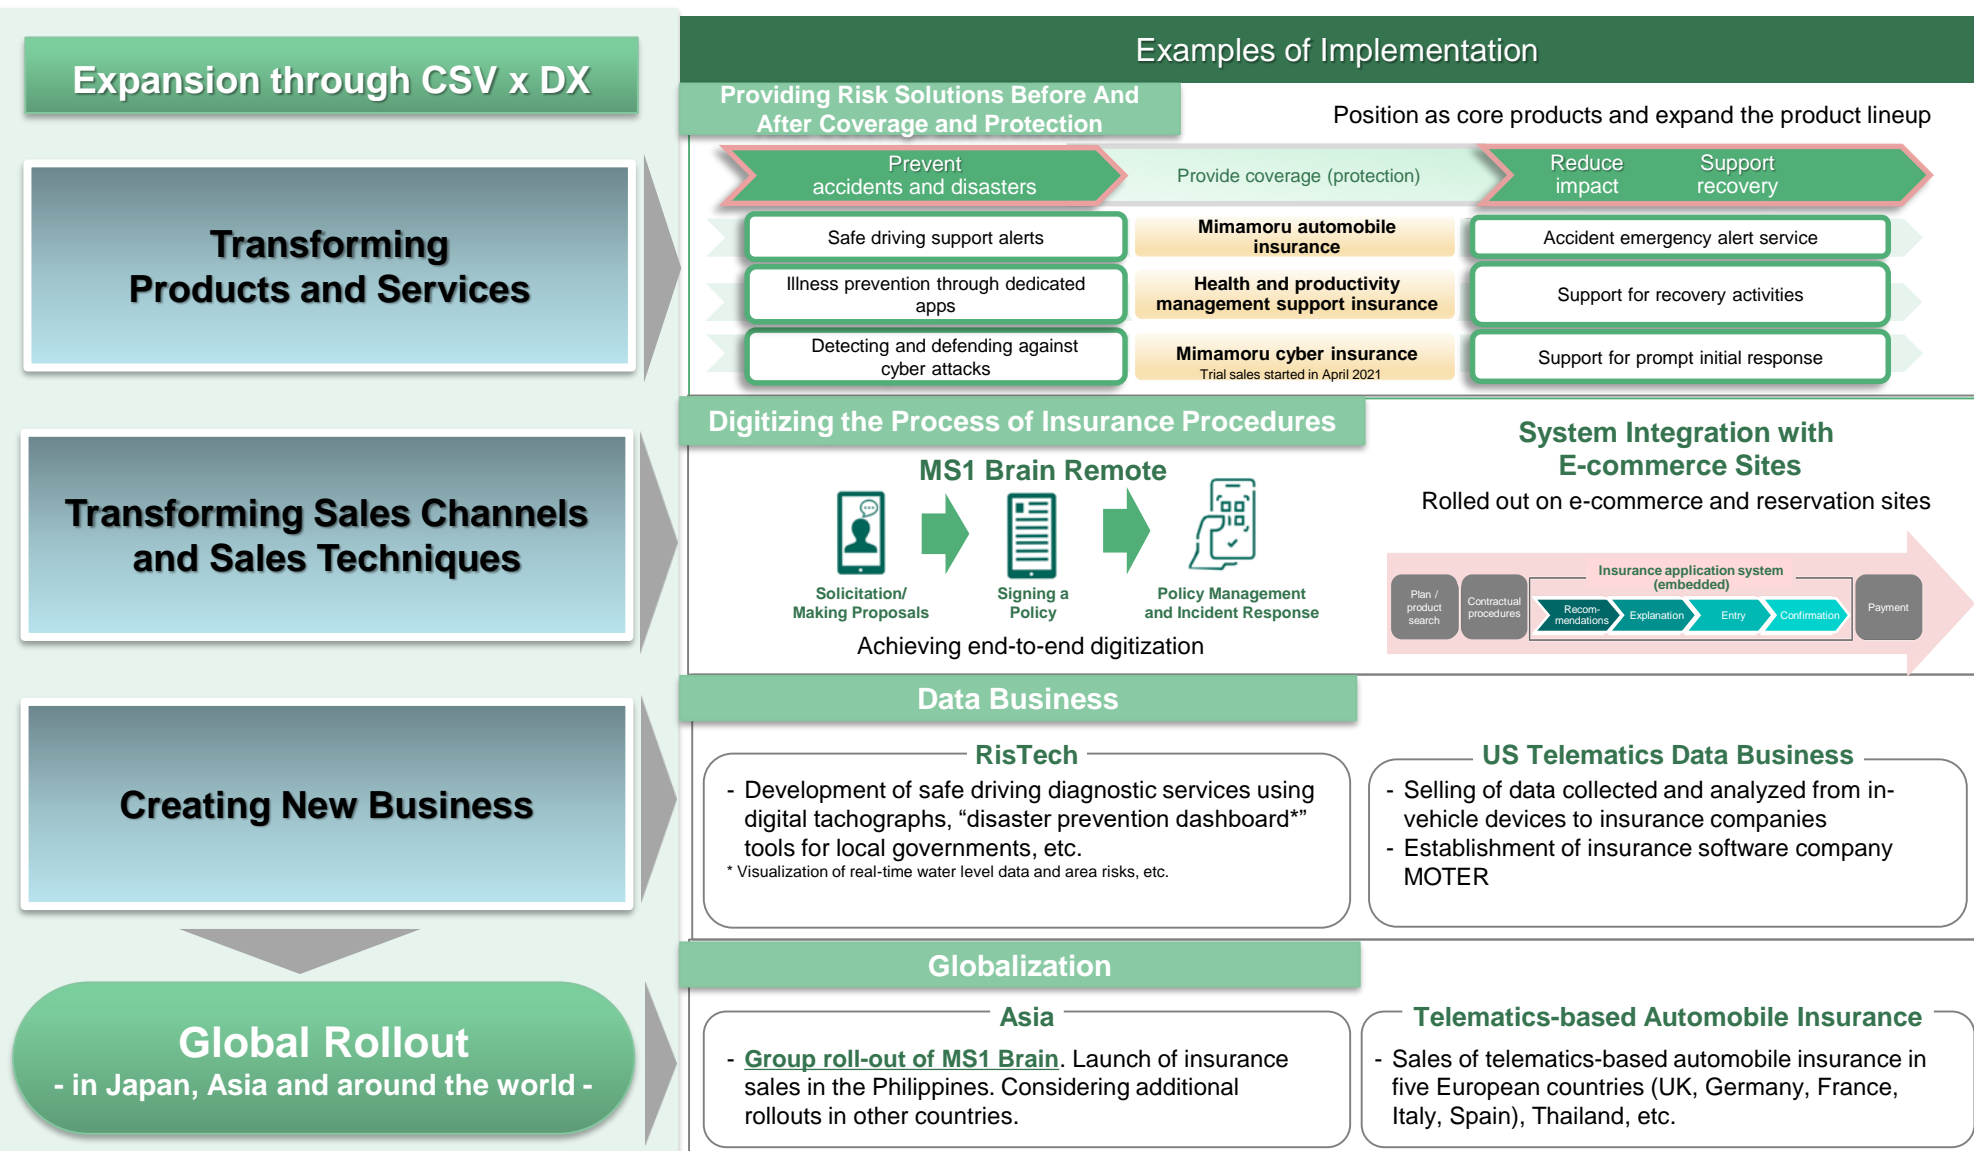 Expansion through CSV x DX
Examples of Implementation
Transforming
Products and Services
Providing Risk Solutions Before And
After Coverage and Protection
Position as core products and expand the product lineup
Prevent
accidents and disasters
Provide coverage (protection)
Reduce
impact
Support
recovery
Safe driving support alerts
Mimamoru automobile
insurance
Accident emergency alert service
Illness prevention through dedicated
apps
Health and productivity
management support insurance
Support for recovery activities
Detecting and defending against
cyber attacks
Mimamoru cyber insurance
Trial sales started in April 2021
Support for prompt initial response
Transforming Sales Channels
and Sales Techniques
Digitizing the Process of Insurance Procedures
MS1 Brain Remote
Solicitation/
Making Proposals
Signing a
Policy
Policy Management
and Incident Response
Achieving end-to-end digitization
System Integration with
E-commerce Sites
Rolled out on e-commerce and reservation sites
Insurance application system
(embedded)
Plan /
product
search
Contractual
procedures
Recom-
mendations
Explanation
Entry
Confirmation
Payment
Creating New Business
Data Business
RisTech
- Development of safe driving diagnostic services using
digital tachographs, “disaster prevention dashboard*”
tools for local governments, etc.
* Visualization of real-time water level data and area risks, etc.
US Telematics Data Business
- Selling of data collected and analyzed from in-
vehicle devices to insurance companies
- Establishment of insurance software company
MOTER
Global Rollout
- in Japan, Asia and around the world -
Globalization
Asia
- Group roll-out of MS1 Brain. Launch of insurance
sales in the Philippines. Considering additional
rollouts in other countries.
Telematics-based Automobile Insurance
- Sales of telematics-based automobile insurance in
five European countries (UK, Germany, France,
Italy, Spain), Thailand, etc.